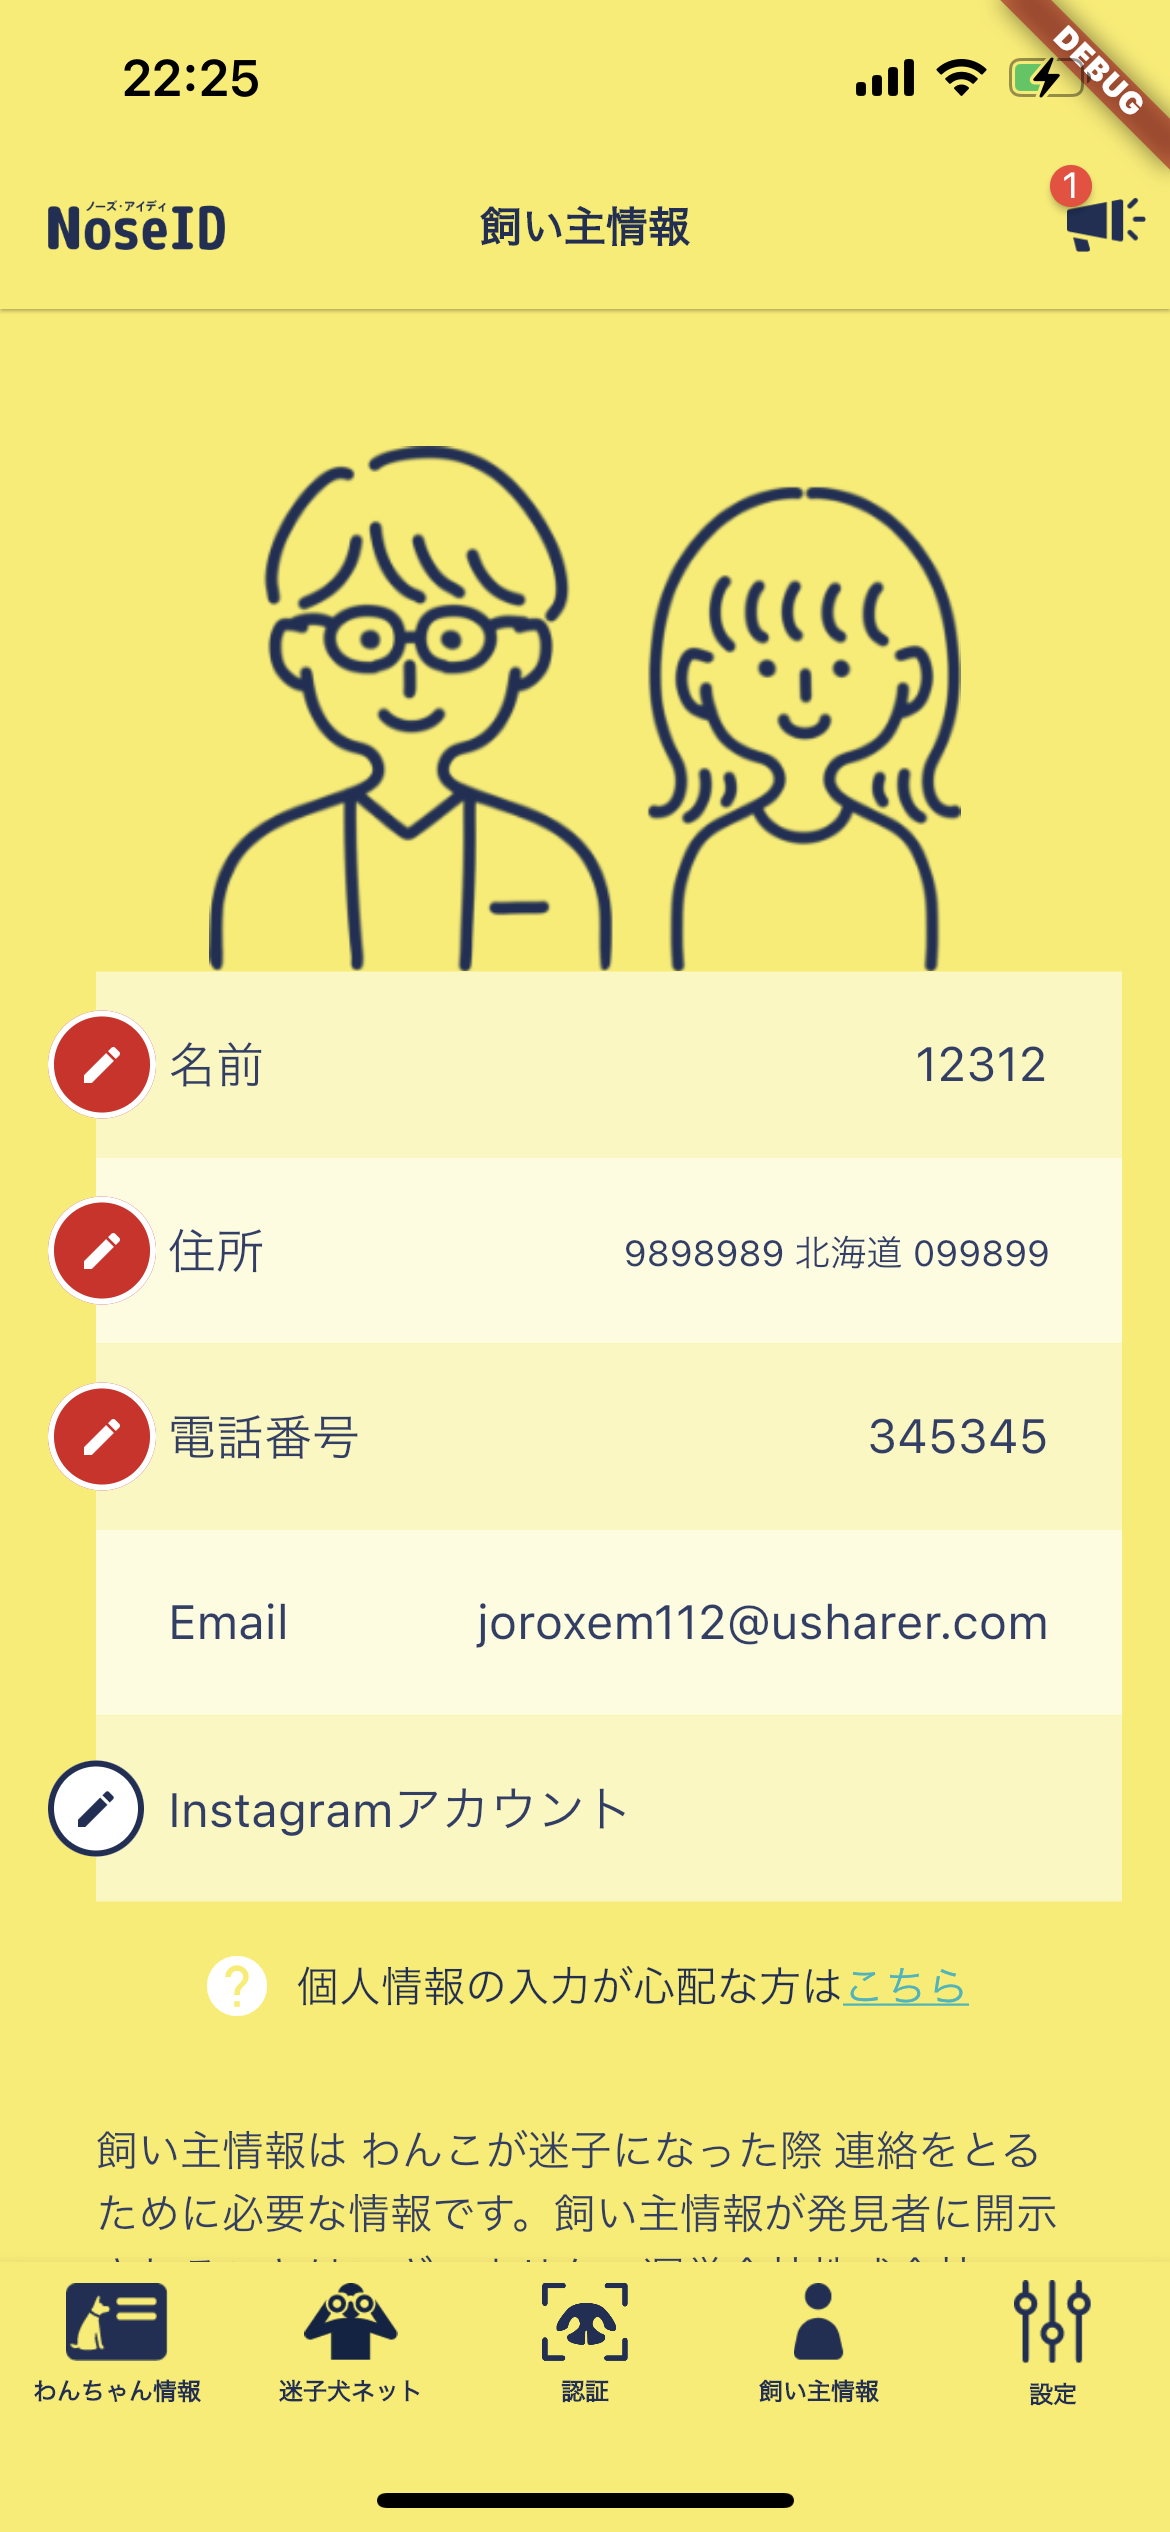 22:25
DEBUG
1
ノーズ・アイディ
NoseID
飼い主情報
名前 12312
住所 9898989 北海道 099899
電話番号 345345
Email joroxem112@usharer.com
Instagramアカウント
? 個人情報の入力が心配な方はこちら
飼い主情報は わんこが迷子になった際 連絡をとる
ために必要な情報です。飼い主情報が発見者に開示
わんちゃん情報 迷子犬ネット 認証 飼い主情報 設定